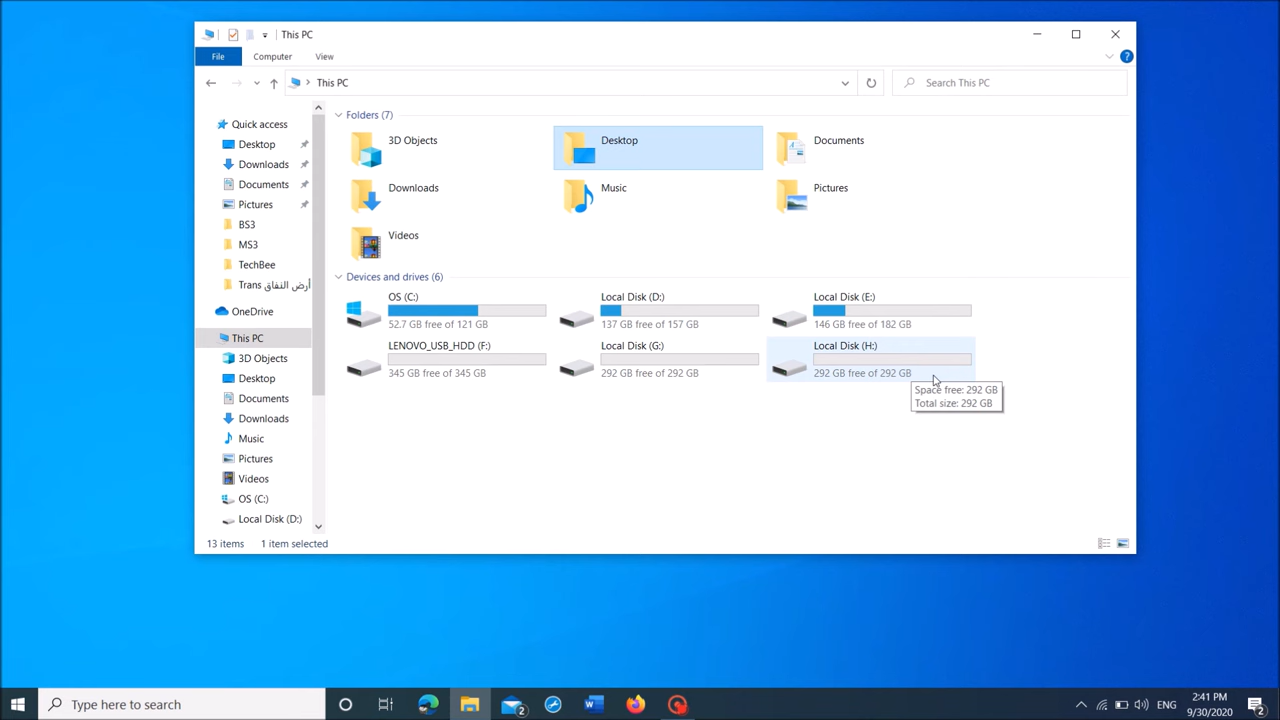 This PC
File Computer View
This PC
Search This PC
Quick access
Desktop
Downloads
Documents
Pictures
BS3
MS3
TechBee
Trans أرض النفاق
OneDrive
This PC
3D Objects
Desktop
Documents
Downloads
Music
Pictures
Videos
OS (C:)
Local Disk (D:)
Folders (7)
3D Objects
Desktop
Documents
Downloads
Music
Pictures
Videos
Devices and drives (6)
OS (C:)
52.7 GB free of 121 GB
Local Disk (D:)
137 GB free of 157 GB
Local Disk (E:)
146 GB free of 182 GB
LENOVO_USB_HDD (F:)
345 GB free of 345 GB
Local Disk (G:)
292 GB free of 292 GB
Local Disk (H:)
292 GB free of 292 GB
Space free: 292 GB
Total size: 292 GB
13 items 1 item selected
Type here to search
2
ENG
2:41 PM
9/30/2020
2